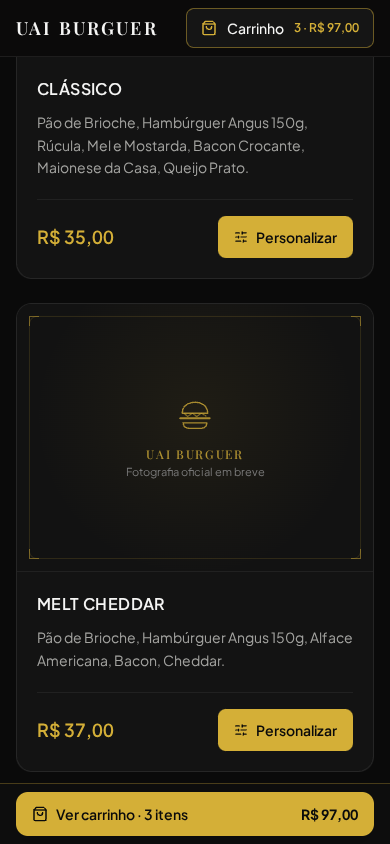 UAI BURGUER
Carrinho 3 · R$ 97,00
CLÁSSICO
Pão de Brioche, Hambúrguer Angus 150g,
Rúcula, Mel e Mostarda, Bacon Crocante,
Maionese da Casa, Queijo Prato.
R$ 35,00
Personalizar
UAI BURGUER
Fotografia oficial em breve
MELT CHEDDAR
Pão de Brioche, Hambúrguer Angus 150g, Alface
Americana, Bacon, Cheddar.
R$ 37,00
Personalizar
Ver carrinho · 3 itens R$ 97,00